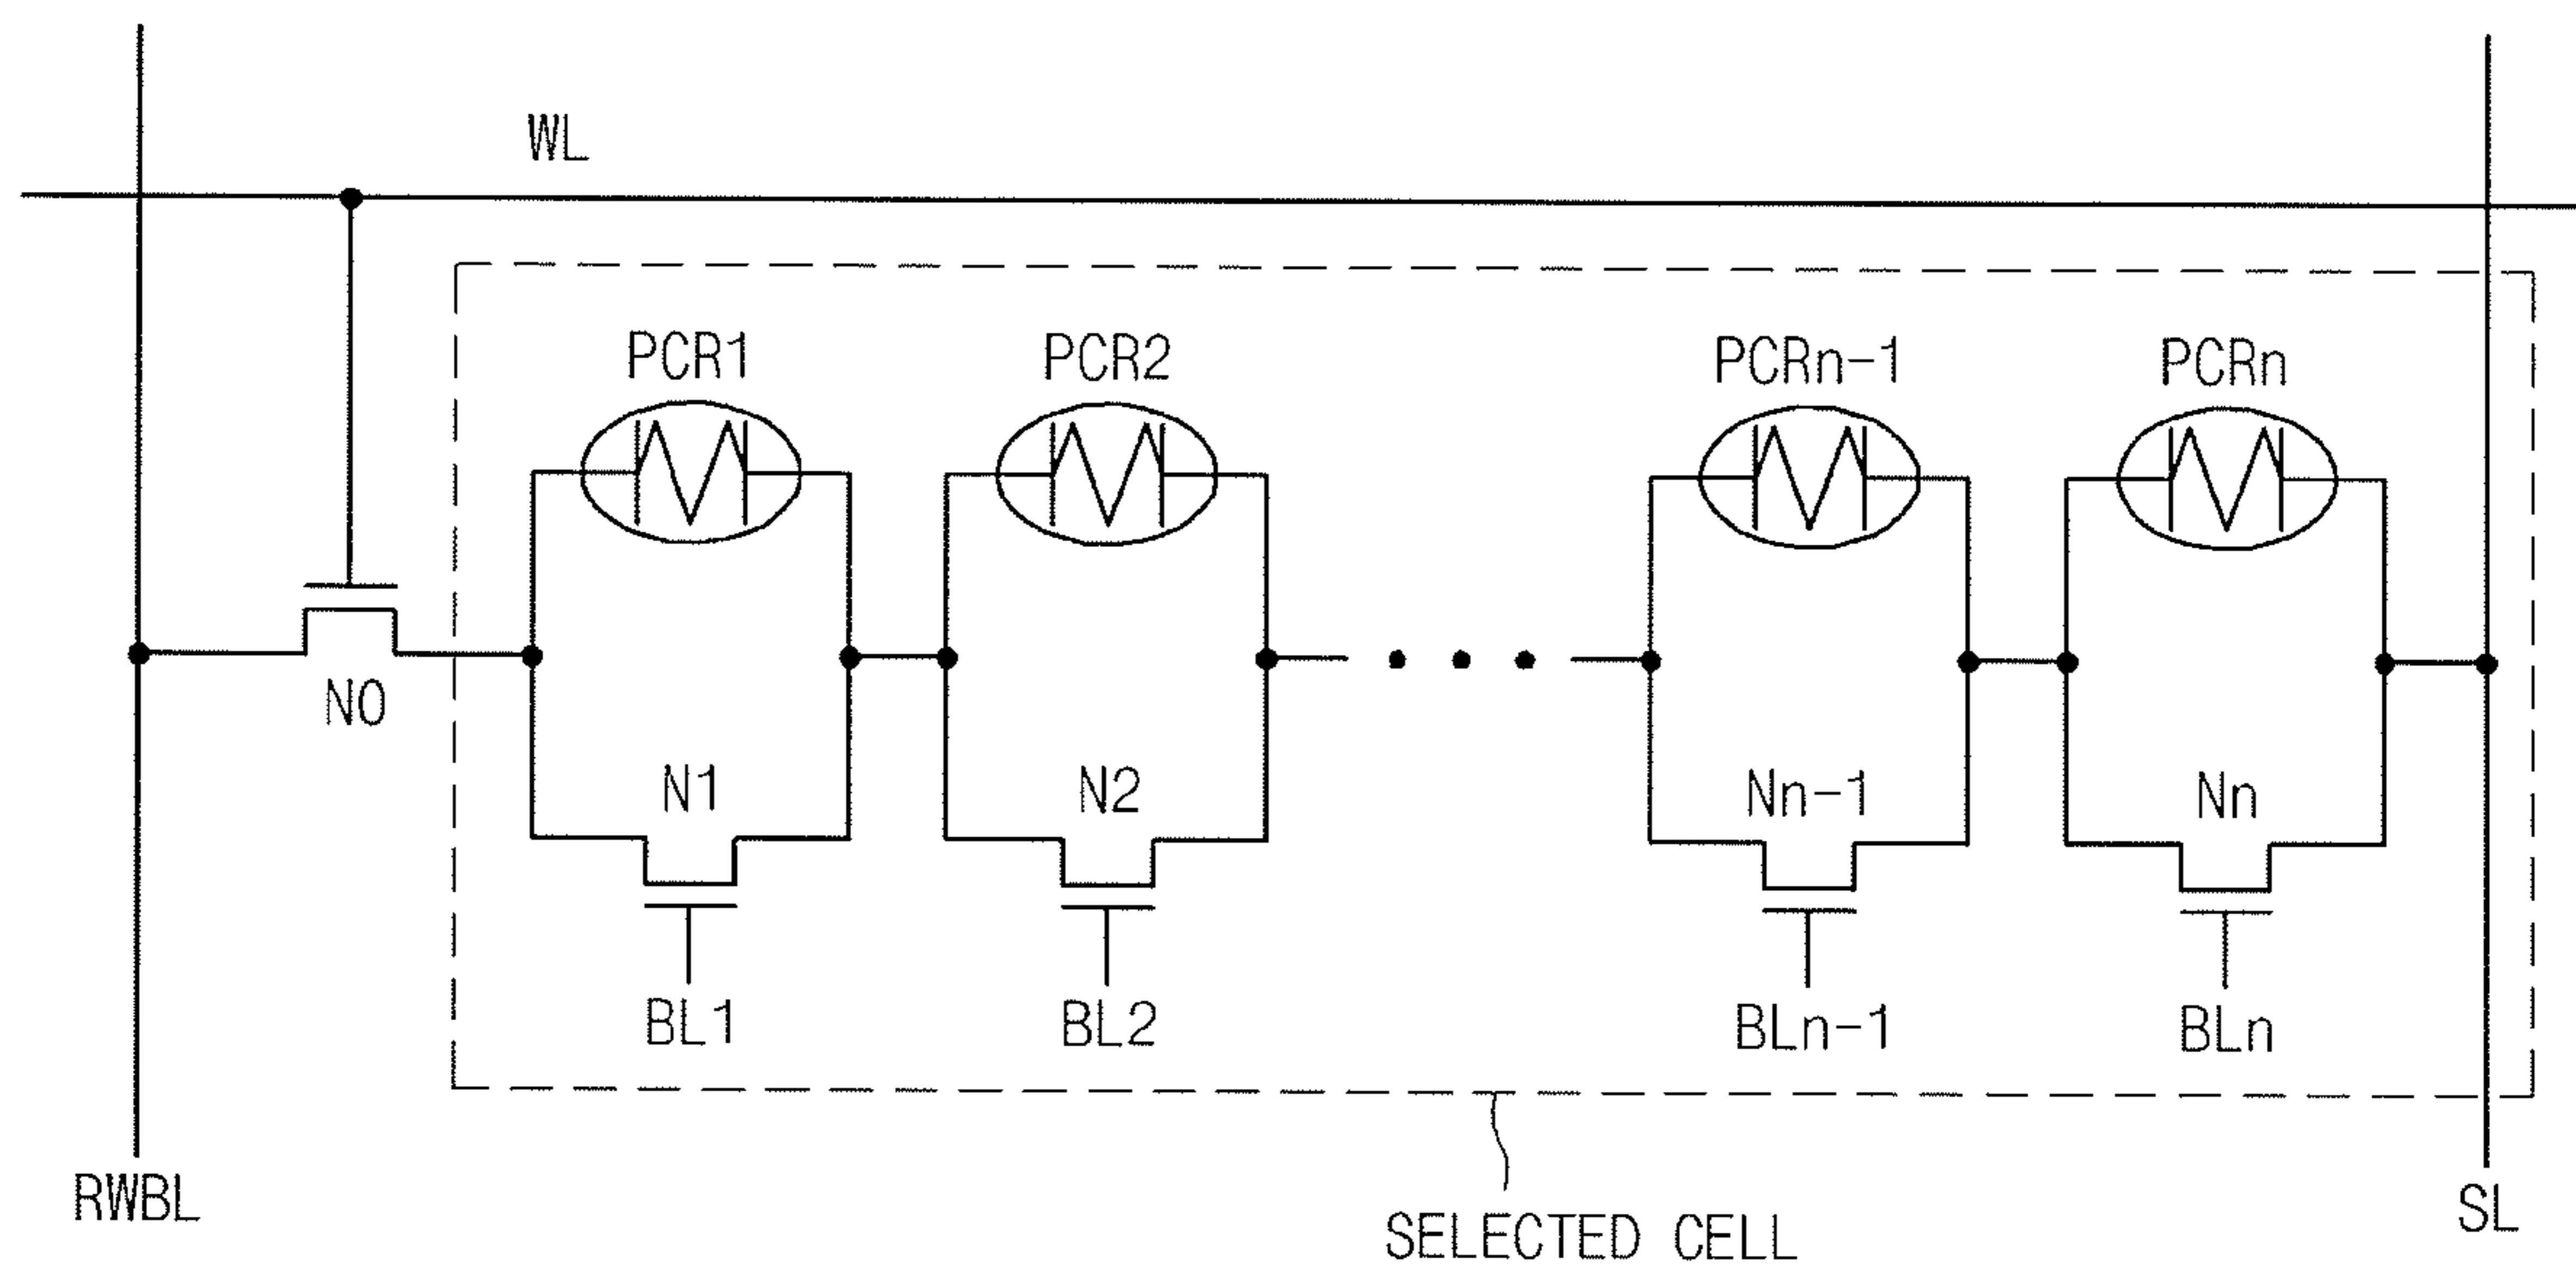 WL
PCR1 PCR2 PCRn-1 PCRn
N0
N1 N2 Nn-1 Nn
BL1 BL2 BLn-1 BLn
RWBL SL
SELECTED CELL